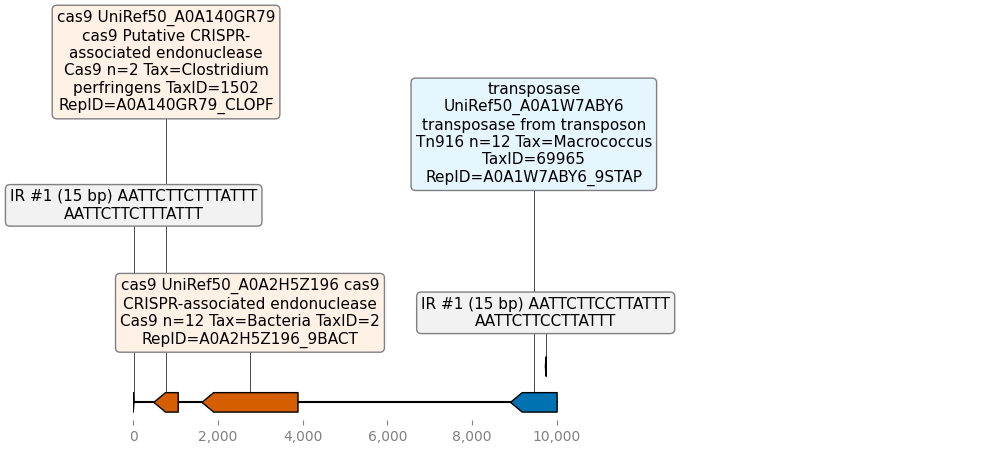 cas9 UniRef50_A0A140GR79
cas9 Putative CRISPR-
associated endonuclease
Cas9 n=2 Tax=Clostridium
perfringens TaxID=1502
RepID=A0A140GR79_CLOPF
transposase
UniRef50_A0A1W7ABY6
transposase from transposon
Tn916 n=12 Tax=Macrococcus
TaxID=69965
RepID=A0A1W7ABY6_9STAP
IR #1 (15 bp) AATTCTTCTTTATTT
AATTCTTCTTTATTT
cas9 UniRef50_A0A2H5Z196 cas9
CRISPR-associated endonuclease
Cas9 n=12 Tax=Bacteria TaxID=2
RepID=A0A2H5Z196_9BACT
IR #1 (15 bp) AATTCTTCCTTATTT
AATTCTTCCTTATTT
0 2,000 4,000 6,000 8,000 10,000